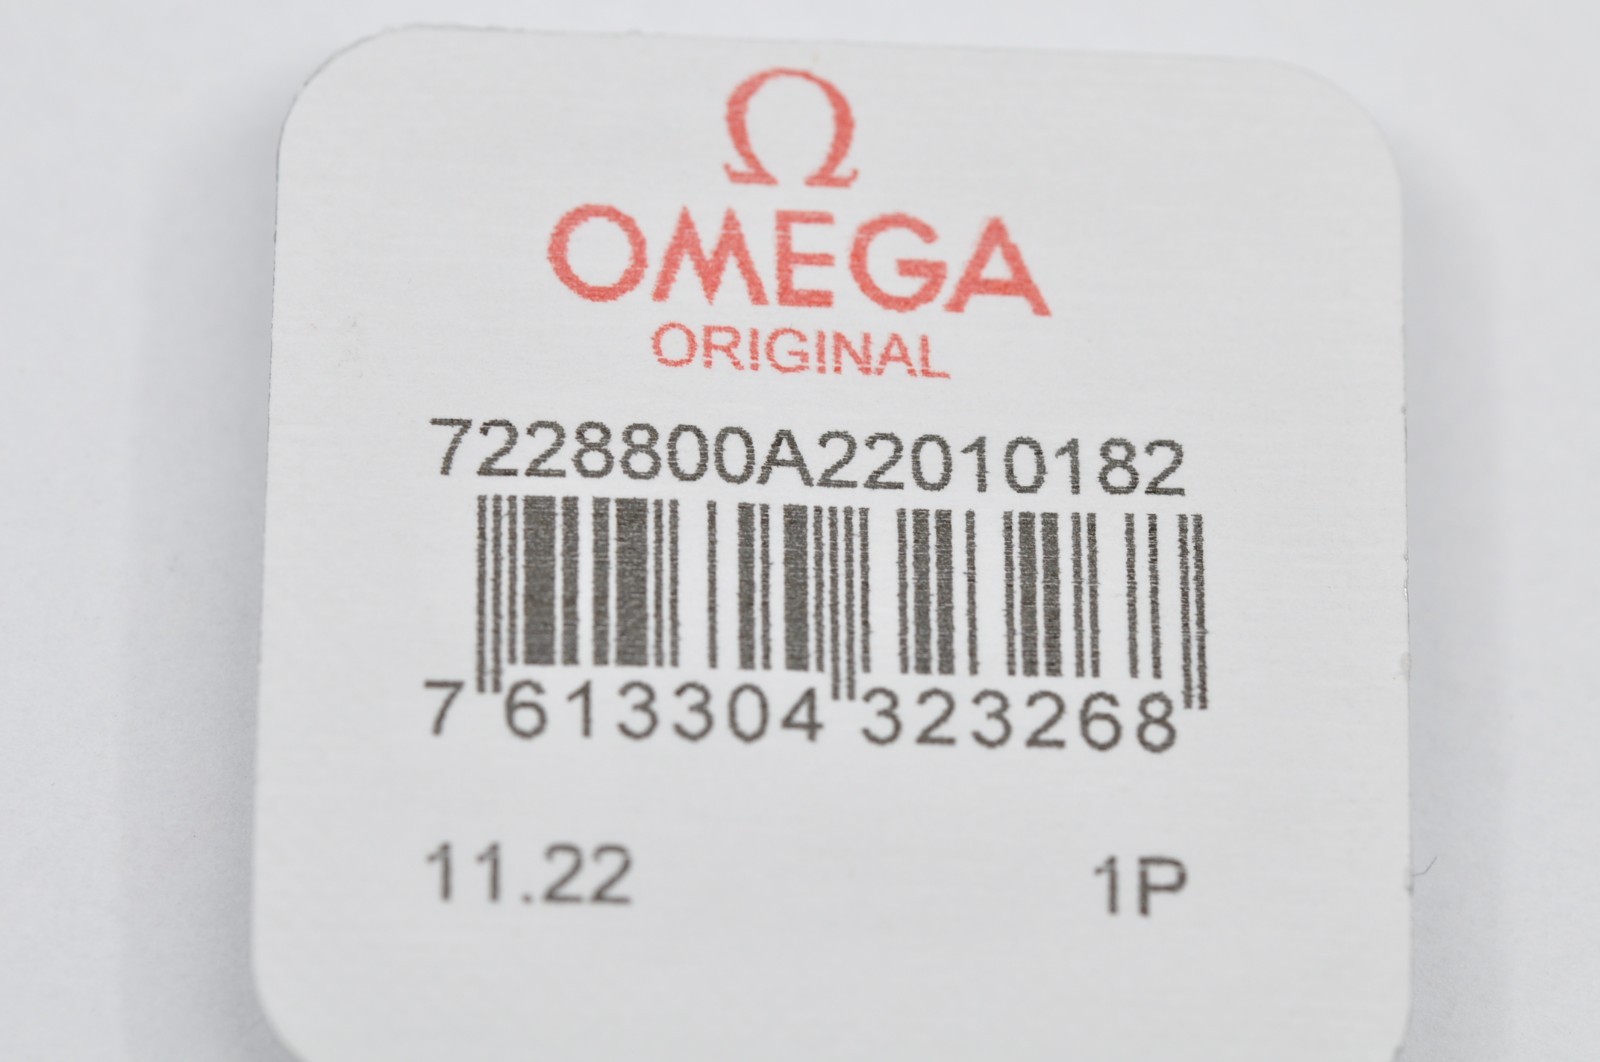 Ω
OMEGA
ORIGINAL
7228800A22010182
7 613304 323268
11.22 1P